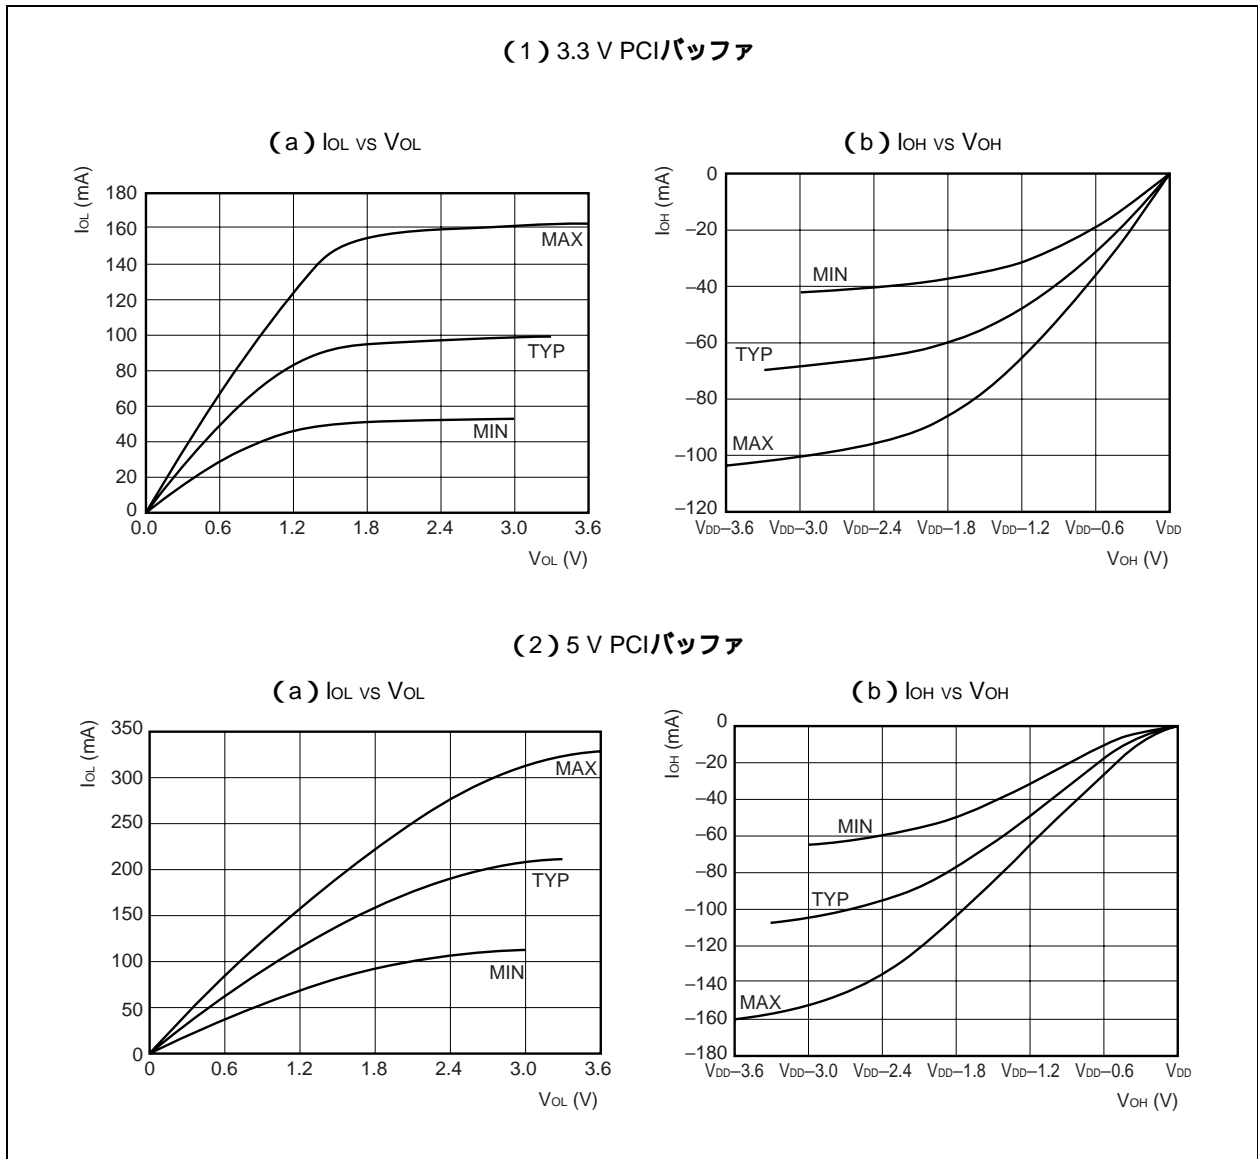 (1) 3.3 V PCIバッファ
(a) IOL vs VOL
IOL (mA)
180
160
140
120
100
80
60
40
20
0
MAX
TYP
MIN
0.0 0.6 1.2 1.8 2.4 3.0 3.6
VOL (V)
(b) IOH vs VOH
IOH (mA)
0
–20
–40
–60
–80
–100
–120
MIN
TYP
MAX
VDD–3.6 VDD–3.0 VDD–2.4 VDD–1.8 VDD–1.2 VDD–0.6 VDD
VOH (V)
(2) 5 V PCIバッファ
(a) IOL vs VOL
IOL (mA)
350
300
250
200
150
100
50
0
MAX
TYP
MIN
0 0.6 1.2 1.8 2.4 3.0 3.6
VOL (V)
(b) IOH vs VOH
IOH (mA)
0
–20
–40
–60
–80
–100
–120
–140
–160
–180
MIN
TYP
MAX
VDD–3.6 VDD–3.0 VDD–2.4 VDD–1.8 VDD–1.2 VDD–0.6 VDD
VOH (V)